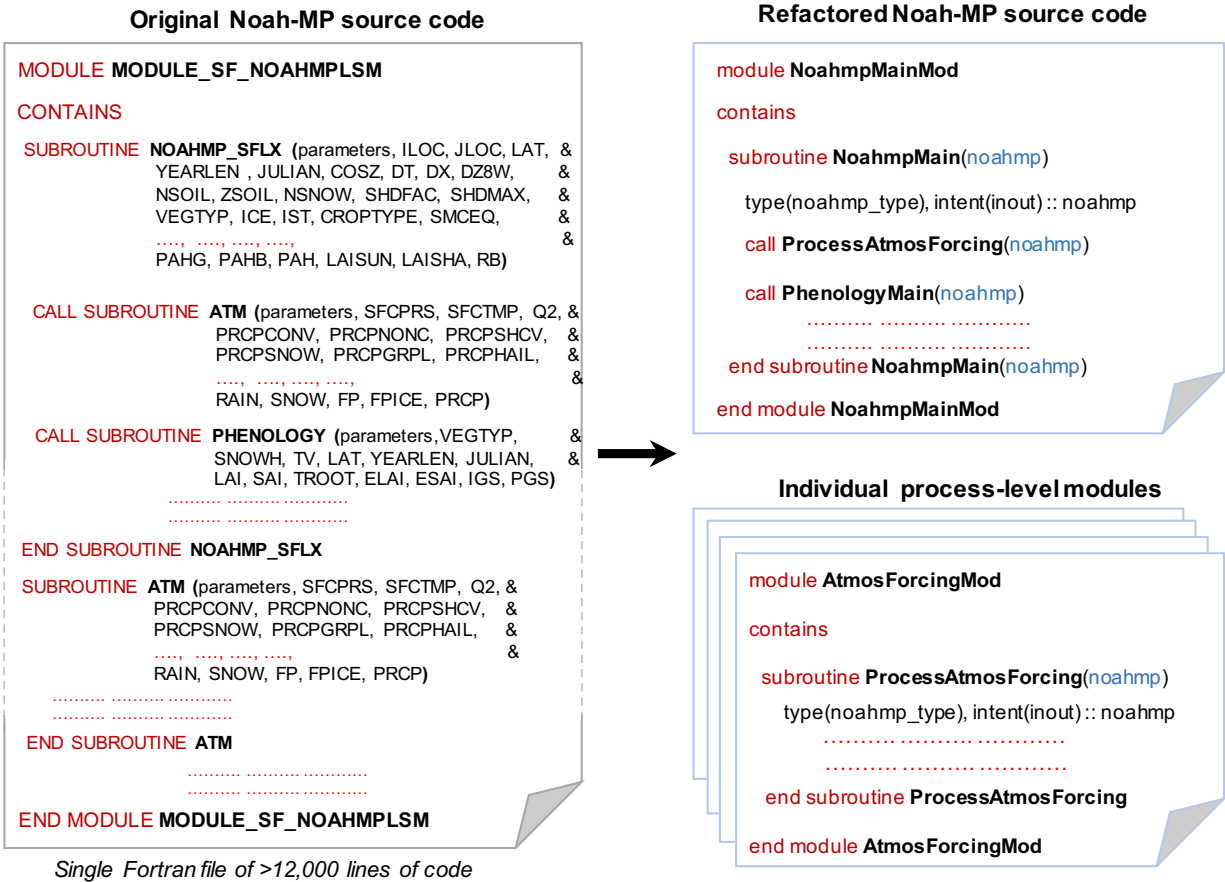 Original Noah-MP source code
MODULE MODULE_SF_NOAHMPLSM
CONTAINS
SUBROUTINE NOAHMP_SFLX (parameters, ILOC, JLOC, LAT, &
YEARLEN , JULIAN, COSZ, DT, DX, DZ8W, &
NSOIL, ZSOIL, NSNOW, SHDFAC, SHDMAX, &
VEGTYP, ICE, IST, CROPTYPE, SMCEQ, &
...., ...., ...., ...., &
PAHG, PAHB, PAH, LAISUN, LAISHA, RB)
CALL SUBROUTINE ATM (parameters, SFCPRS, SFCTMP, Q2, &
PRCPCONV, PRCPNONC, PRCPSHCV, &
PRCPSNOW, PRCPGRPL, PRCPHAIL, &
...., ...., ...., ...., &
RAIN, SNOW, FP, FPICE, PRCP)
CALL SUBROUTINE PHENOLOGY (parameters,VEGTYP, &
SNOWH, TV, LAT, YEARLEN, JULIAN, &
LAI, SAI, TROOT, ELAI, ESAI, IGS, PGS)
.......... .......... ............
.......... .......... ............
END SUBROUTINE NOAHMP_SFLX
SUBROUTINE ATM (parameters, SFCPRS, SFCTMP, Q2, &
PRCPCONV, PRCPNONC, PRCPSHCV, &
PRCPSNOW, PRCPGRPL, PRCPHAIL, &
...., ...., ...., ...., &
RAIN, SNOW, FP, FPICE, PRCP)
.......... .......... ............
.......... .......... ............
END SUBROUTINE ATM
.......... .......... ............
.......... .......... ............
END MODULE MODULE_SF_NOAHMPLSM
Single Fortran file of >12,000 lines of code
Refactored Noah-MP source code
module NoahmpMainMod
contains
subroutine NoahmpMain(noahmp)
type(noahmp_type), intent(inout) :: noahmp
call ProcessAtmosForcing(noahmp)
call PhenologyMain(noahmp)
.......... .......... ............
.......... .......... ............
end subroutine NoahmpMain(noahmp)
end module NoahmpMainMod
Individual process-level modules
module AtmosForcingMod
contains
subroutine ProcessAtmosForcing(noahmp)
type(noahmp_type), intent(inout) :: noahmp
.......... .......... ............
.......... .......... ............
end subroutine ProcessAtmosForcing
end module AtmosForcingMod